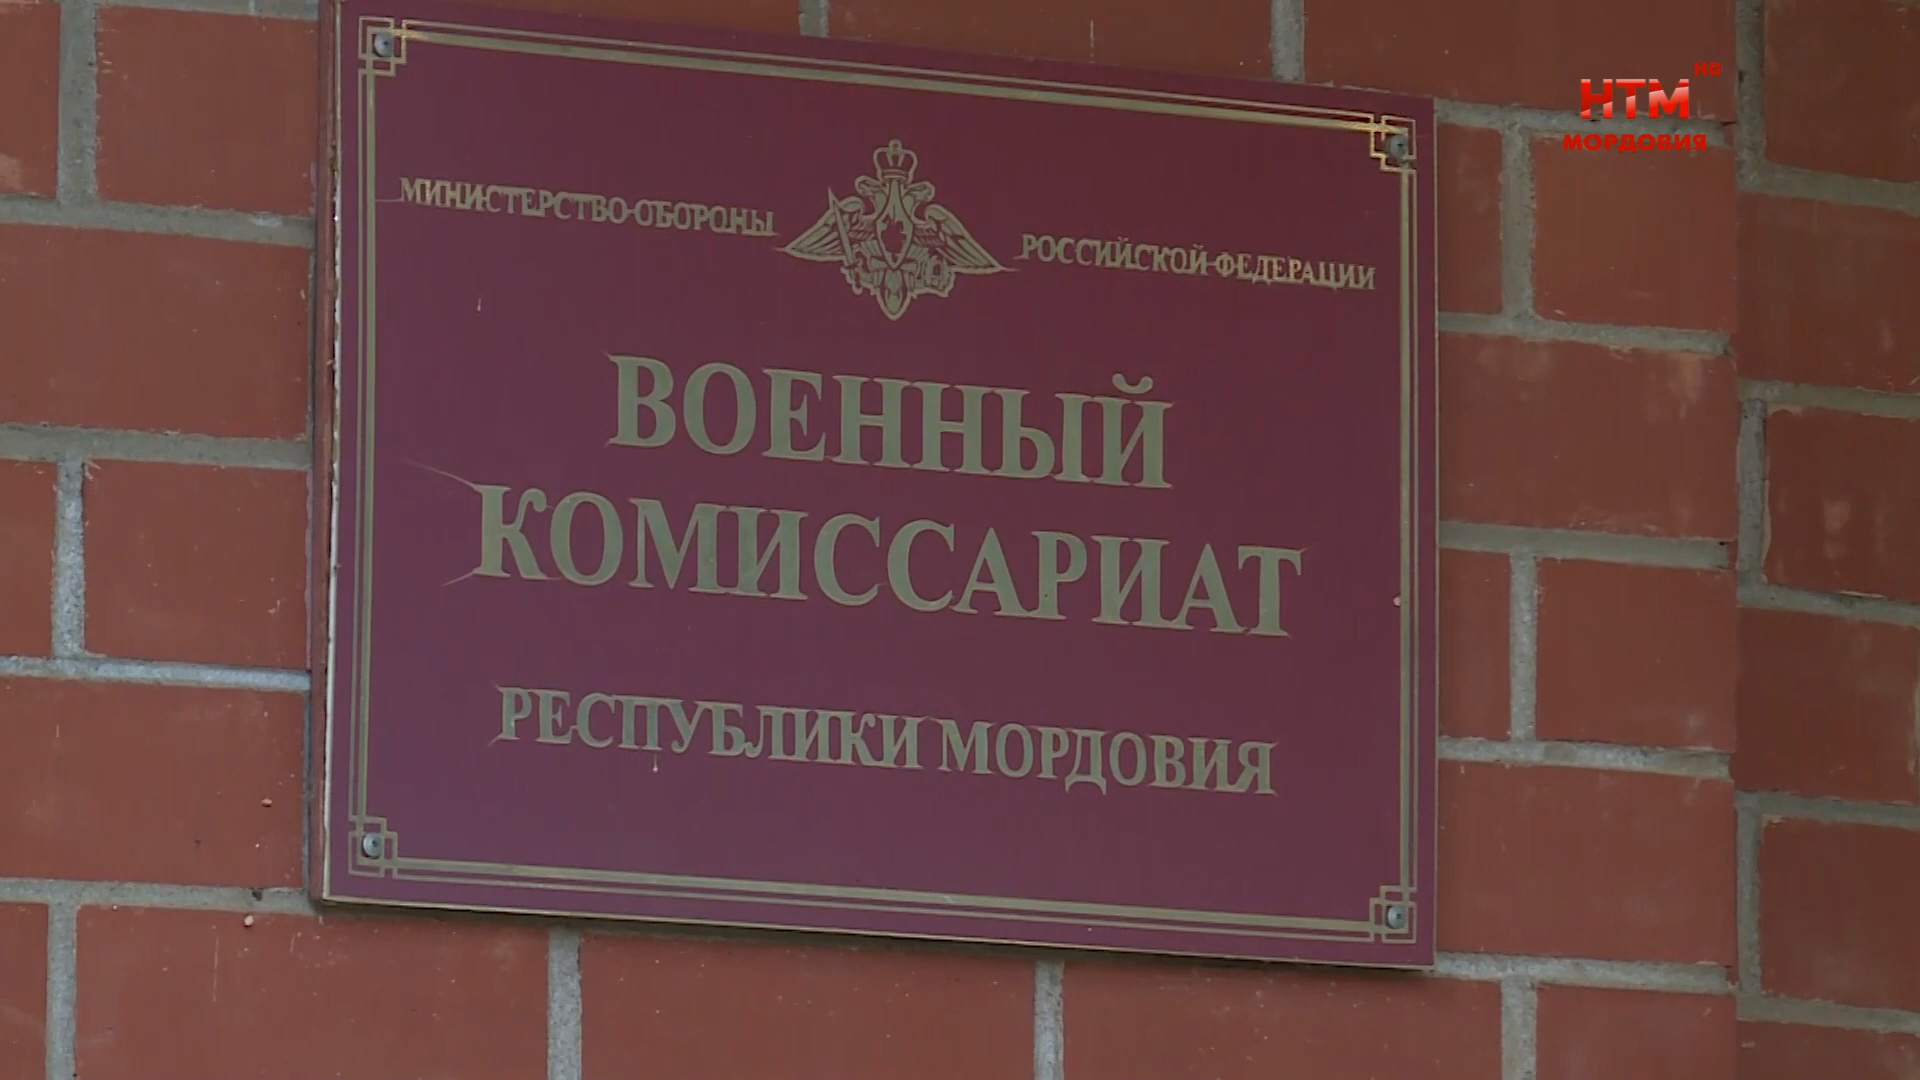 НТМ HD
МОРДОВИЯ
МИНИСТЕРСТВО ОБОРОНЫ РОССИЙСКОЙ ФЕДЕРАЦИИ
ВОЕННЫЙ
КОМИССАРИАТ
РЕСПУБЛИКИ МОРДОВИЯ